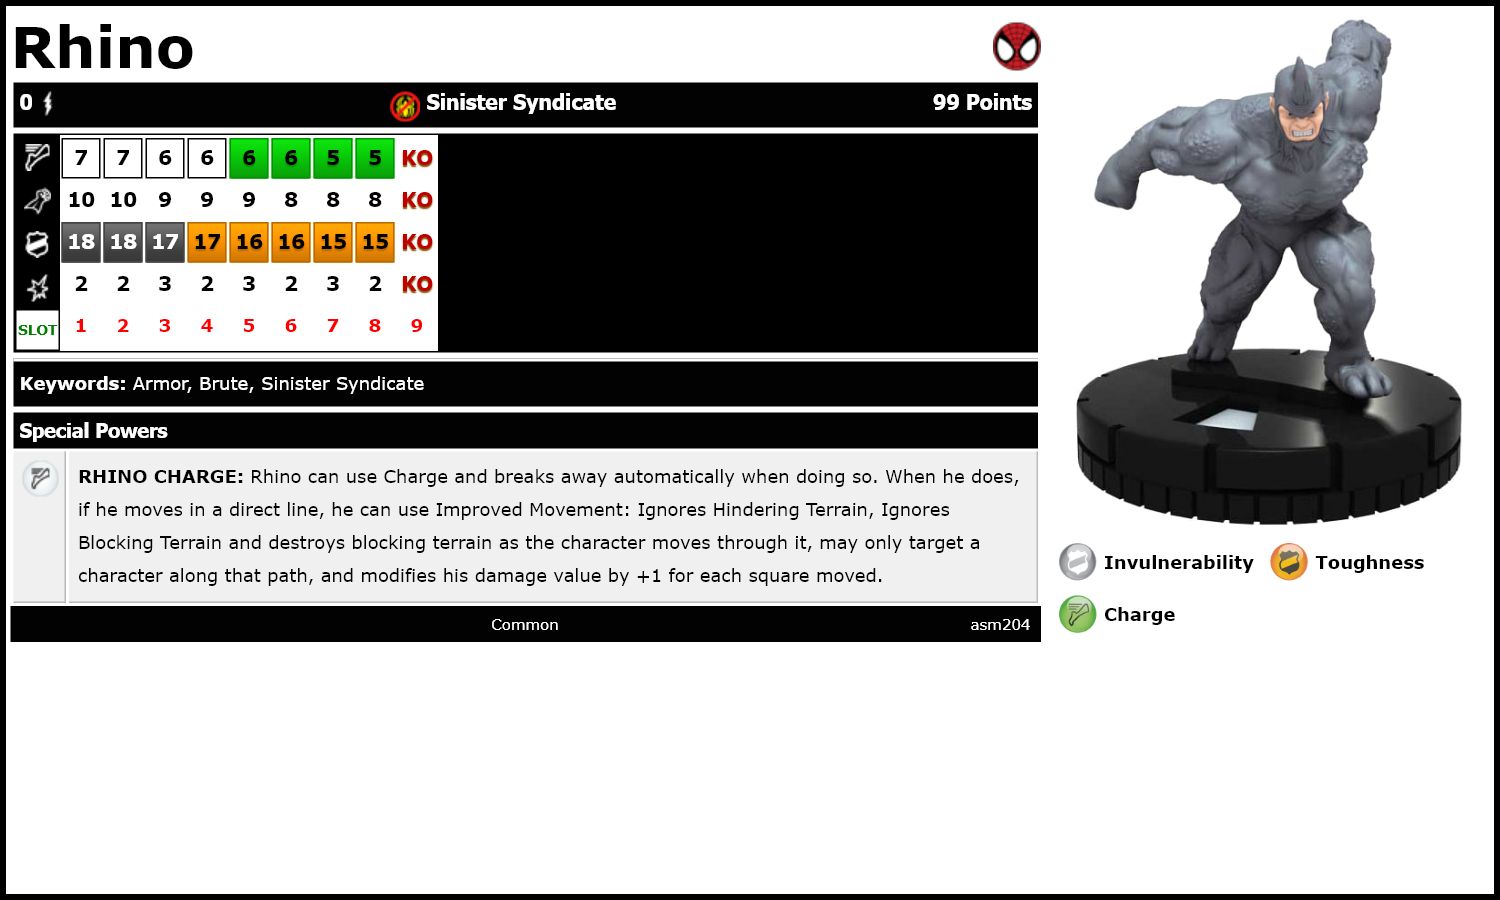 Rhino
0 Sinister Syndicate 99 Points
7 7 6 6 6 6 5 5 KO
10 10 9 9 9 8 8 8 KO
18 18 17 17 16 16 15 15 KO
2 2 3 2 3 2 3 2 KO
SLOT 1 2 3 4 5 6 7 8 9
Keywords: Armor, Brute, Sinister Syndicate
Special Powers
RHINO CHARGE: Rhino can use Charge and breaks away automatically when doing so. When he does,
if he moves in a direct line, he can use Improved Movement: Ignores Hindering Terrain, Ignores
Blocking Terrain and destroys blocking terrain as the character moves through it, may only target a
character along that path, and modifies his damage value by +1 for each square moved.
Common asm204
Invulnerability Toughness
Charge